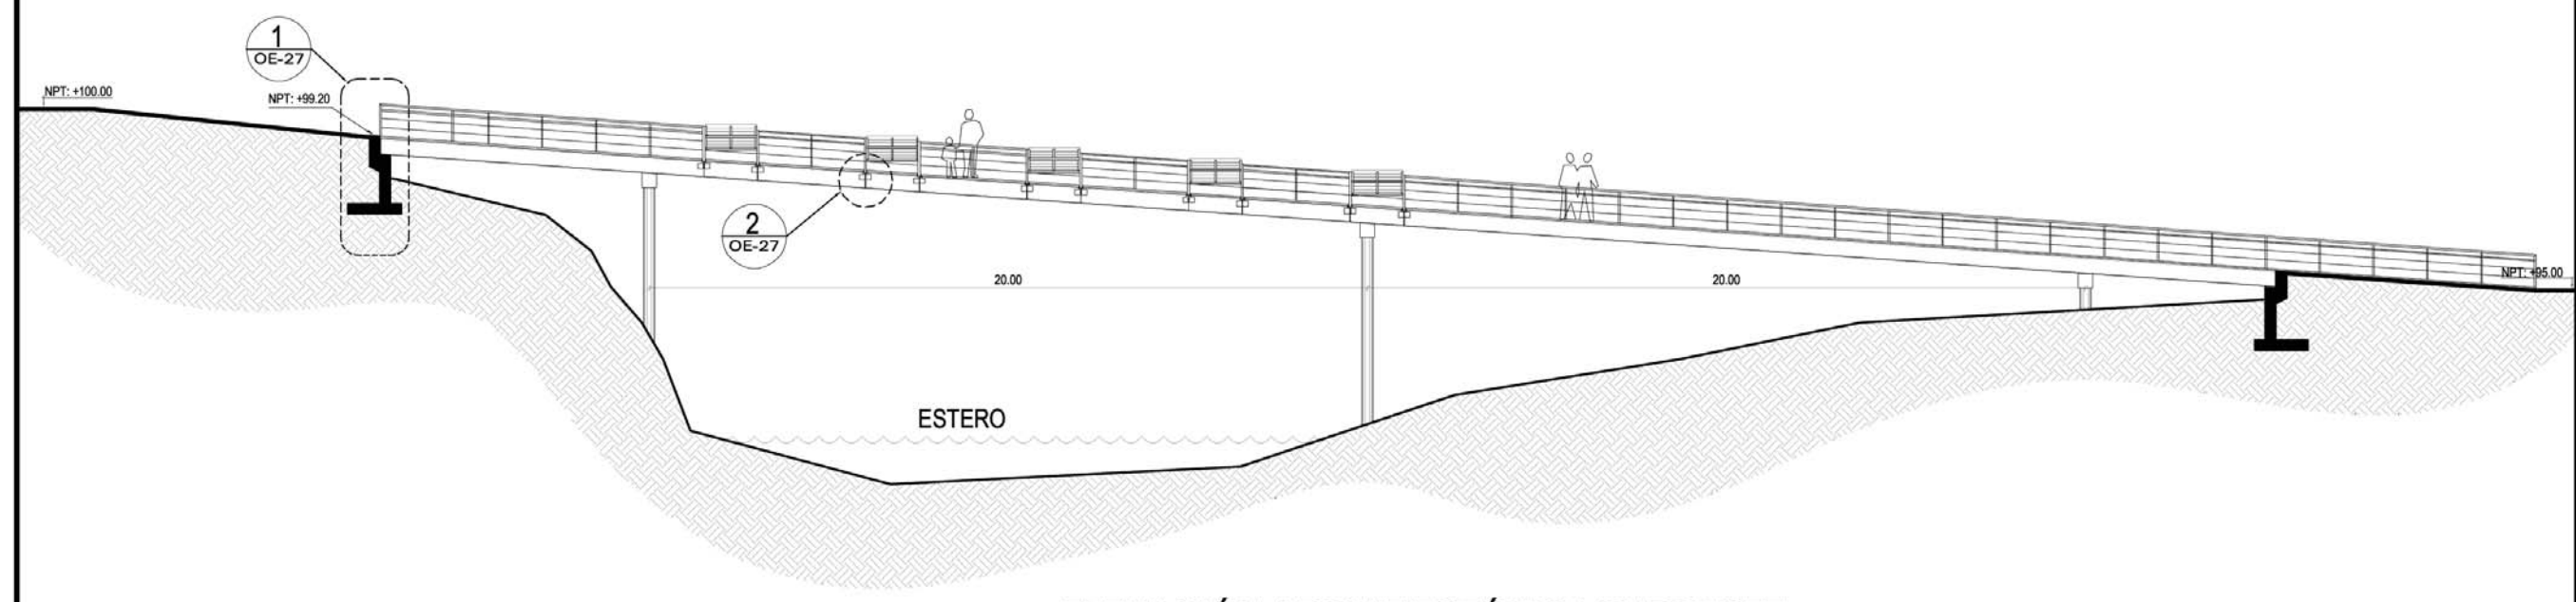 1
OE-27
NPT: +100.00
NPT: +99.20
2
OE-27
20.00
20.00
NPT: +95.00
ESTERO